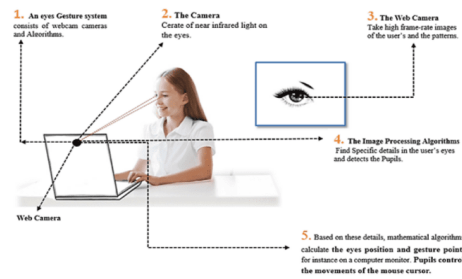 1. An eyes Gesture system
consists of webcam cameras
and Algorithms.
2. The Camera
Cerate of near infrared light on
the eyes.
3. The Web Camera
Take high frame-rate images
of the user's and the patterns.
4. The Image Processing Algorithms
Find Specific details in the user's eyes
and detects the Pupils.
Web Camera
5. Based on these details, mathematical algorithm
calculate the eyes position and gesture point
for instance on a computer monitor. Pupils contro
the movements of the mouse cursor.